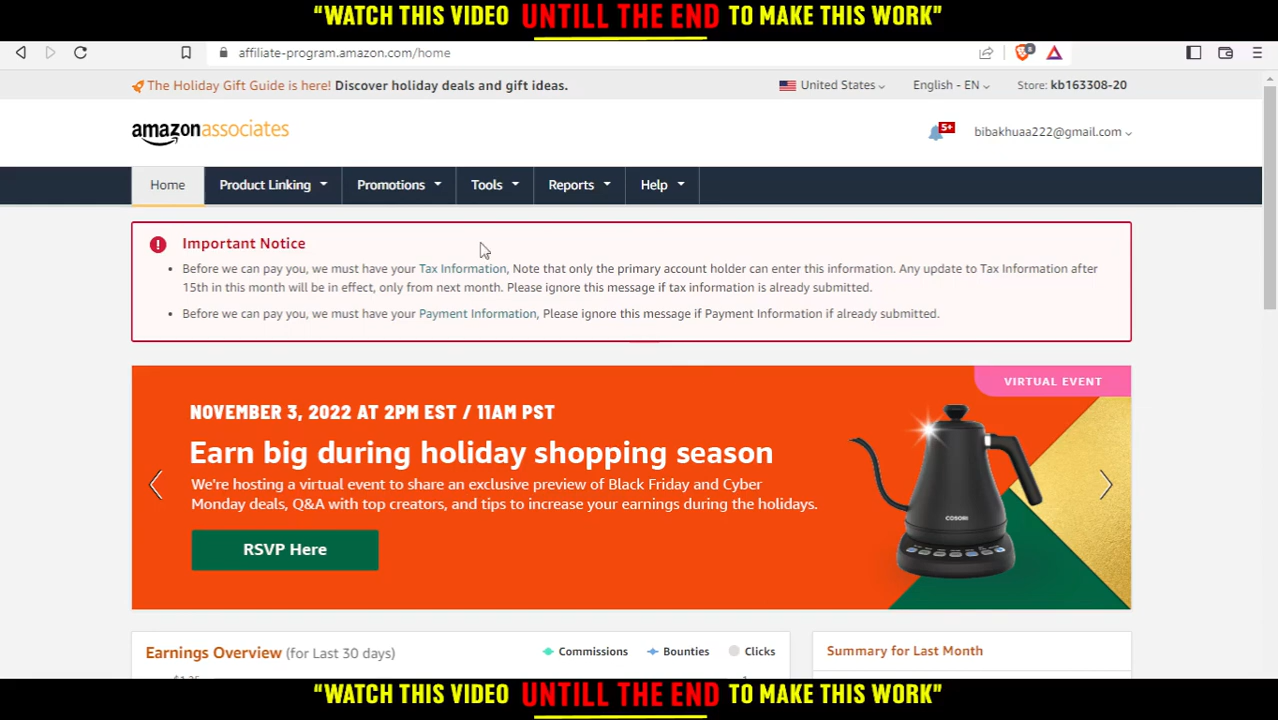 “WATCH THIS VIDEO UNTILL THE END TO MAKE THIS WORK”
affiliate-program.amazon.com/home
8
The Holiday Gift Guide is here! Discover holiday deals and gift ideas.
United States
English - EN
Store: kb163308-20
amazonassociates
5+
bibakhuaa222@gmail.com
Home
Product Linking
Promotions
Tools
Reports
Help
Important Notice
Before we can pay you, we must have your Tax Information, Note that only the primary account holder can enter this information. Any update to Tax Information after
15th in this month will be in effect, only from next month. Please ignore this message if tax information is already submitted.
Before we can pay you, we must have your Payment Information, Please ignore this message if Payment Information if already submitted.
VIRTUAL EVENT
NOVEMBER 3, 2022 AT 2PM EST / 11AM PST
Earn big during holiday shopping season
We're hosting a virtual event to share an exclusive preview of Black Friday and Cyber
Monday deals, Q&A with top creators, and tips to increase your earnings during the holidays.
COSORI
RSVP Here
Earnings Overview (for Last 30 days)
Commissions
Bounties
Clicks
Summary for Last Month
“WATCH THIS VIDEO UNTILL THE END TO MAKE THIS WORK”